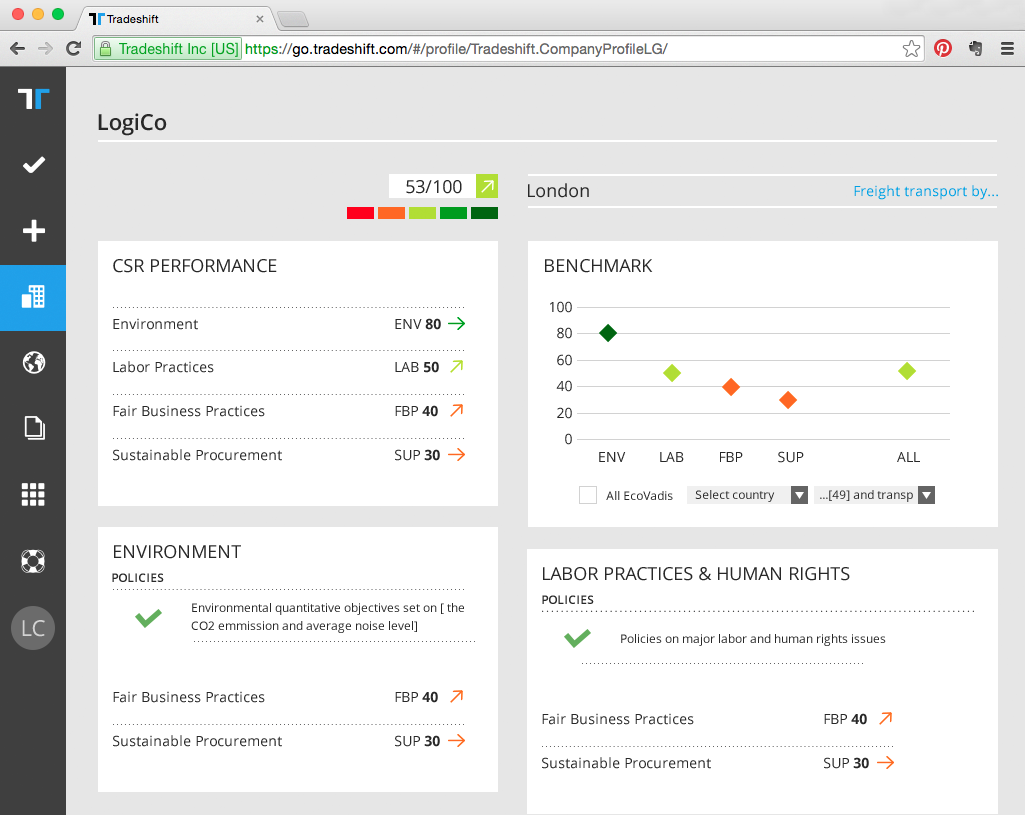 Tradeshift
Tradeshift Inc [US] https://go.tradeshift.com/#/profile/Tradeshift.CompanyProfileLG/
LogiCo
53/100
London
Freight transport by...
CSR PERFORMANCE
Environment ENV 80
Labor Practices LAB 50
Fair Business Practices FBP 40
Sustainable Procurement SUP 30
BENCHMARK
100
80
60
40
20
0
ENV LAB FBP SUP ALL
All EcoVadis Select country ...[49] and transp
ENVIRONMENT
POLICIES
Environmental quantitative objectives set on [ the
CO2 emmission and average noise level]
Fair Business Practices FBP 40
Sustainable Procurement SUP 30
LABOR PRACTICES & HUMAN RIGHTS
POLICIES
Policies on major labor and human rights issues
Fair Business Practices FBP 40
Sustainable Procurement SUP 30
LC